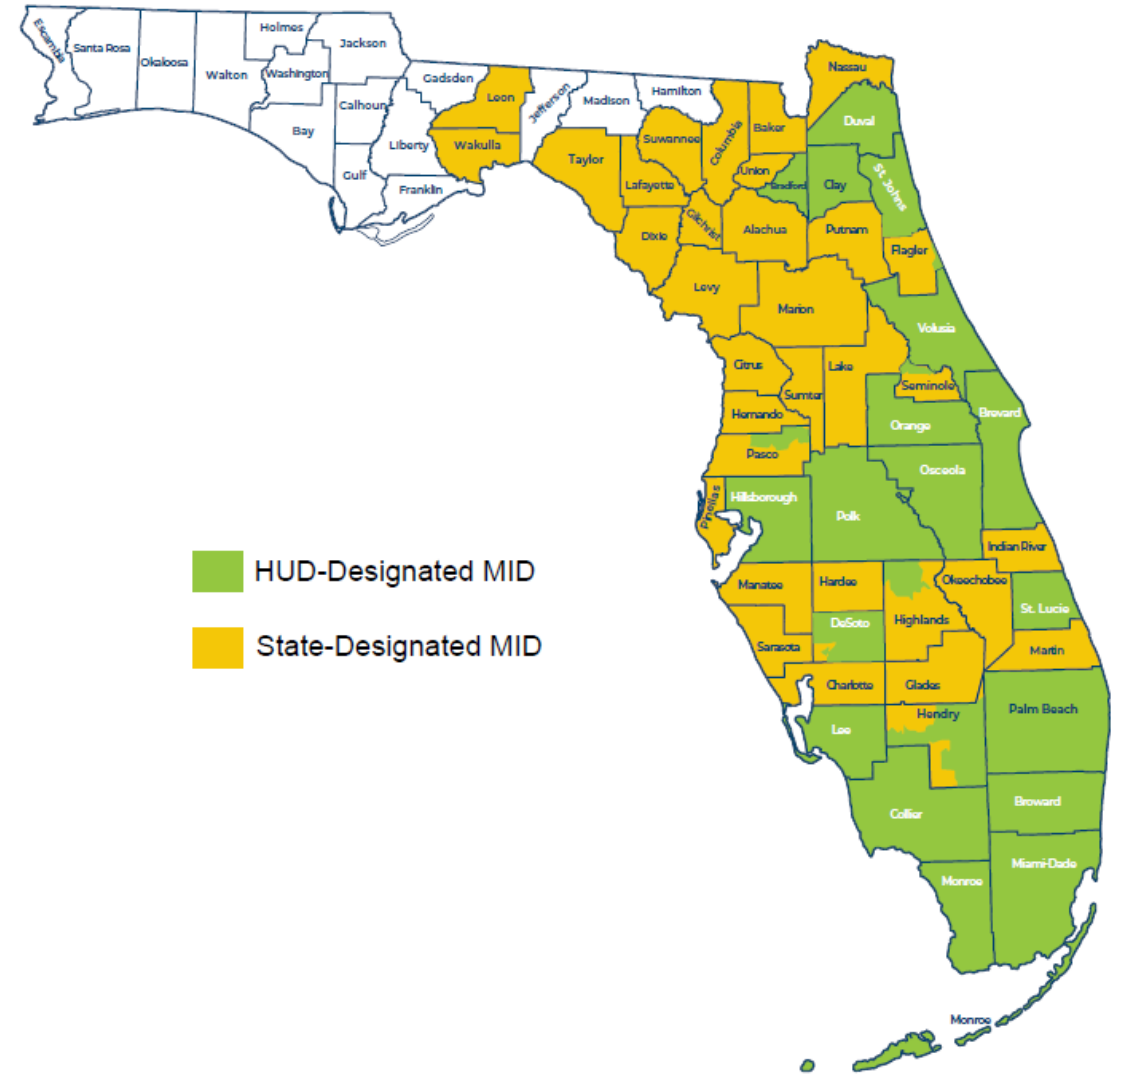 Escambia
Santa Rosa
Okaloosa
Walton
Holmes
Washington
Jackson
Bay
Calhoun
Gulf
Liberty
Gadsden
Franklin
Leon
Wakulla
Jefferson
Madison
Hamilton
Taylor
Suwannee
Lafayette
Columbia
Baker
Union
Bradford
Nassau
Duval
Clay
St. Johns
Dixie
Gilchrist
Alachua
Putnam
Flagler
Levy
Marion
Volusia
Citrus
Sumter
Lake
Seminole
Hernando
Orange
Brevard
Pasco
Osceola
Pinellas
Hillsborough
Polk
Indian River
HUD-Designated MID
Manatee
Hardee
Okeechobee
Highlands
St. Lucie
DeSoto
State-Designated MID
Sarasota
Martin
Charlotte
Glades
Hendry
Palm Beach
Lee
Collier
Broward
Miami-Dade
Monroe
Monroe